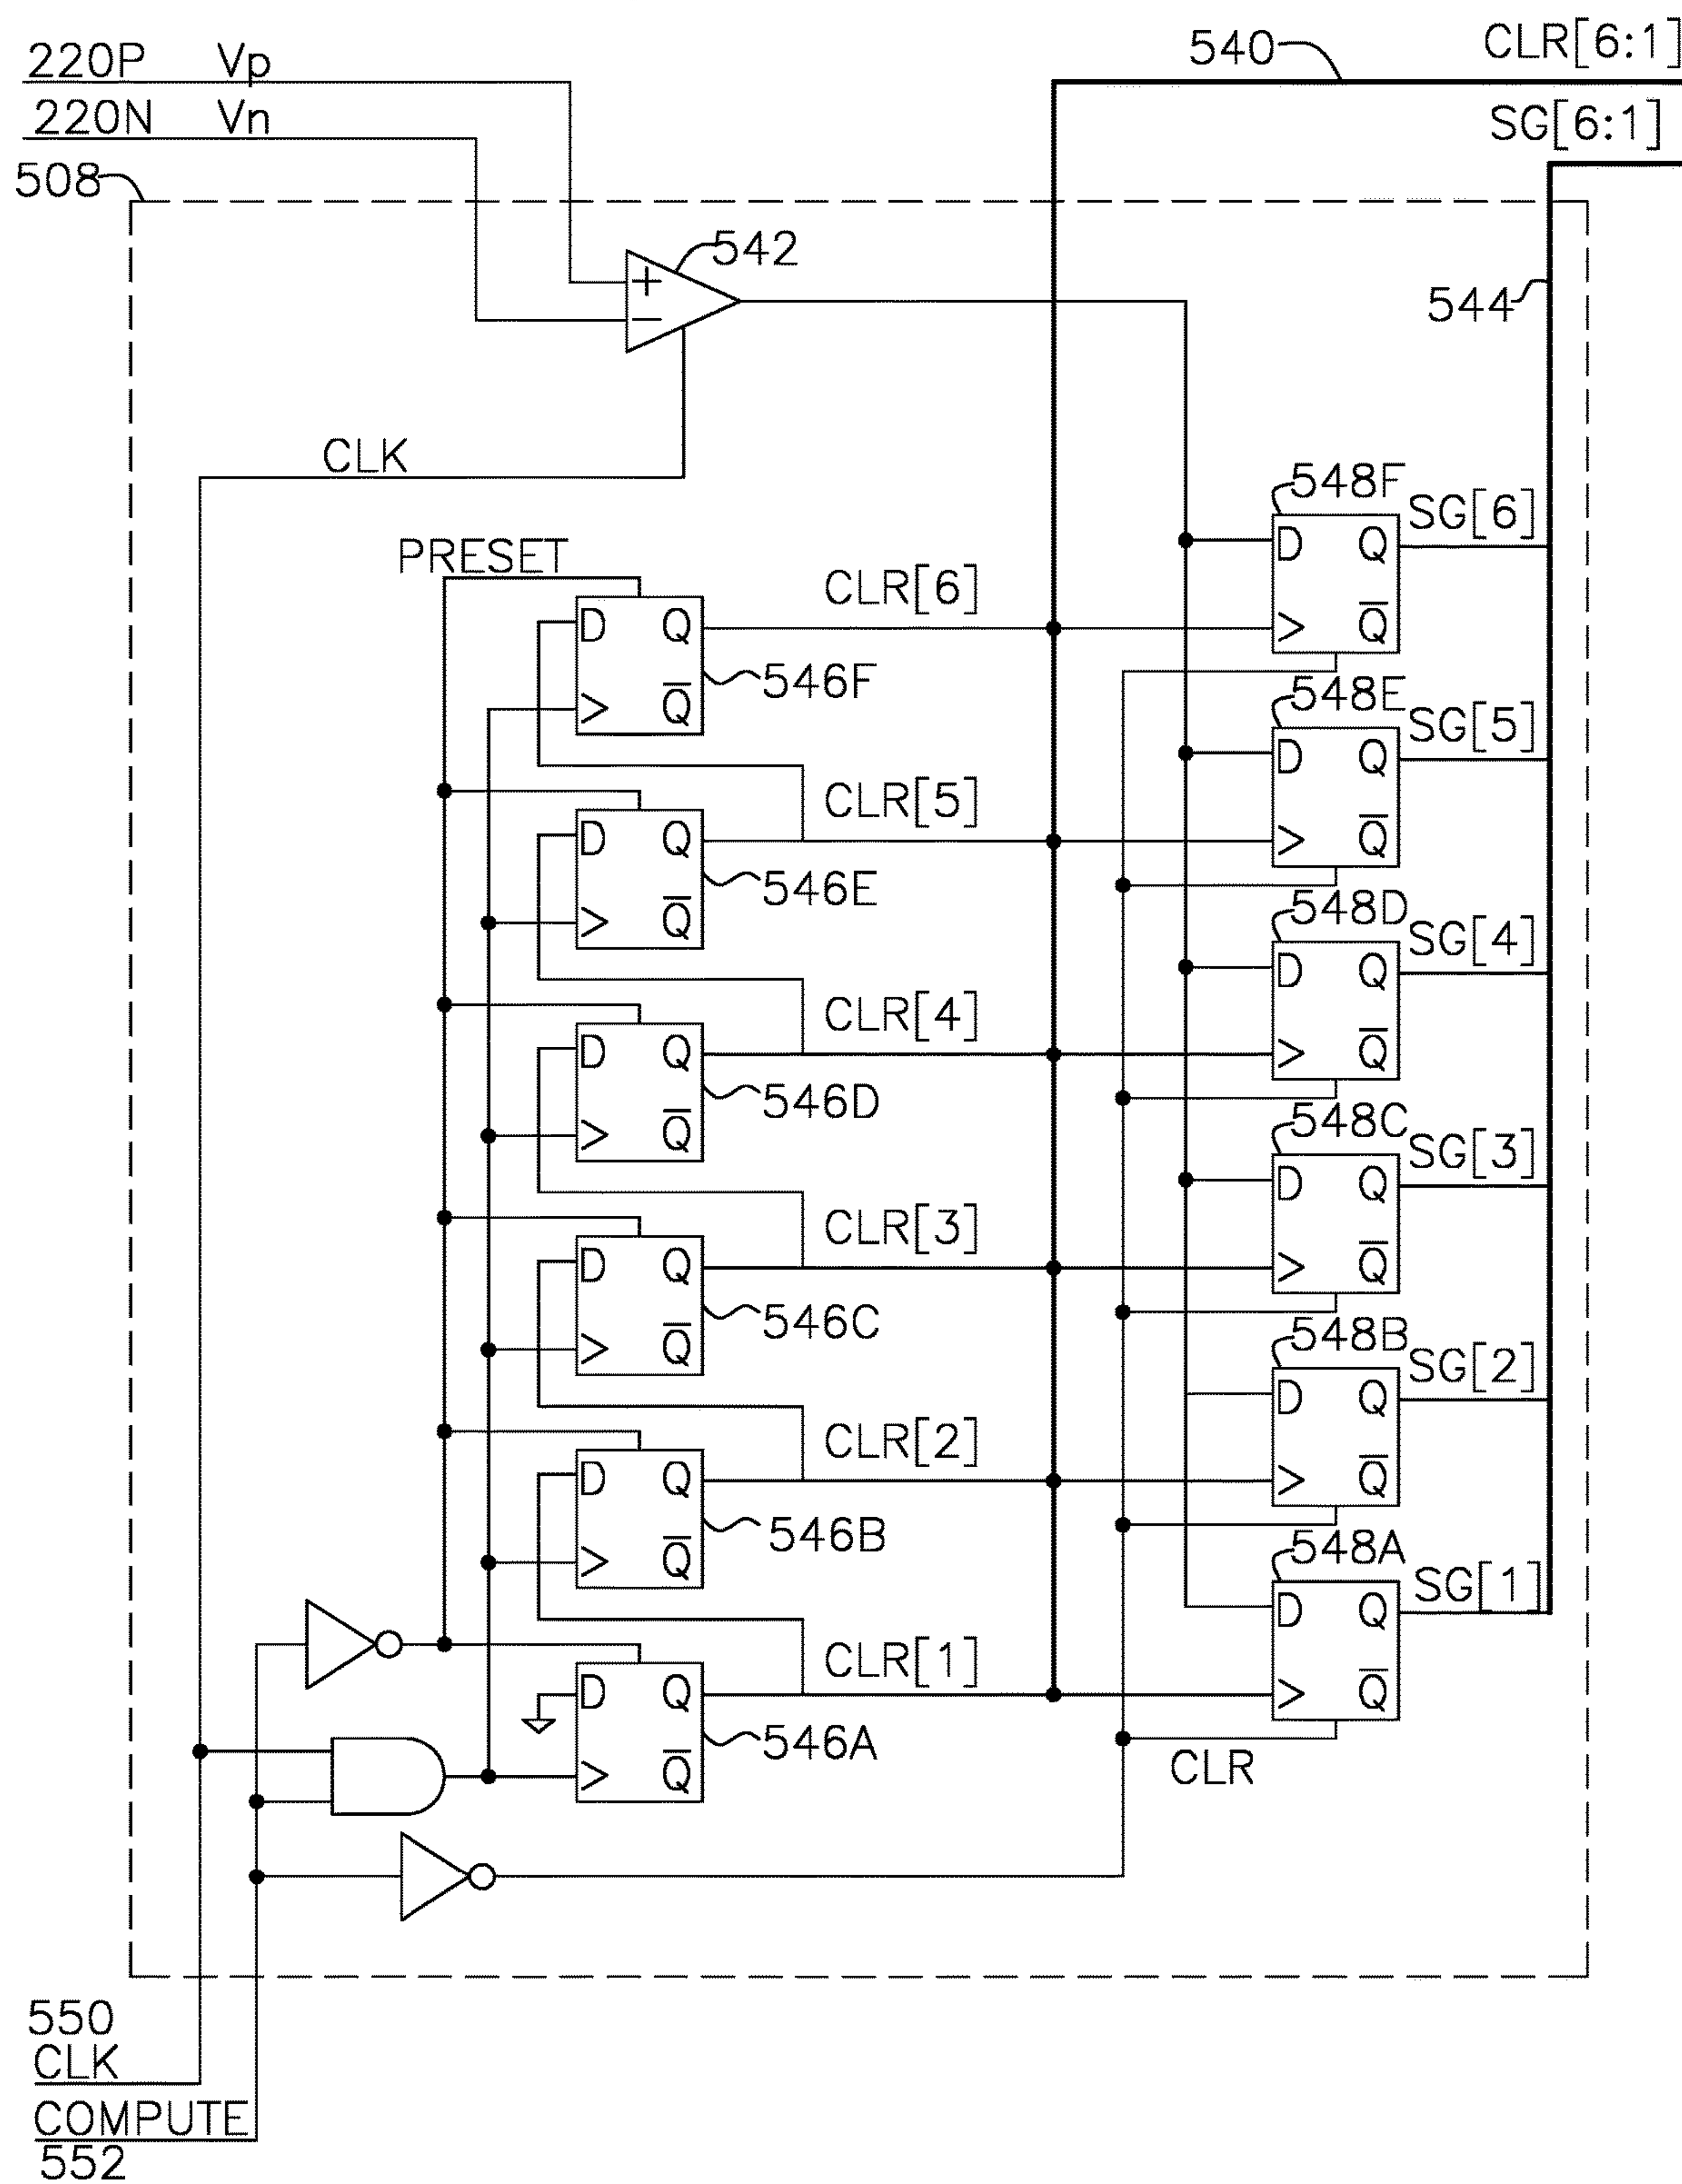 540 CLR[6:1]
220P Vp
220N Vn
SG[6:1]
508
542
+
−
544
CLK
548F
SG[6]
D Q
Q̅
PRESET
CLR[6]
D Q
Q̅
546F
548E
SG[5]
D Q
Q̅
CLR[5]
D Q
Q̅
546E
548D
SG[4]
D Q
Q̅
CLR[4]
D Q
Q̅
546D
548C
SG[3]
D Q
Q̅
CLR[3]
D Q
Q̅
546C
548B
SG[2]
D Q
Q̅
CLR[2]
D Q
Q̅
546B
548A
SG[1]
D Q
Q̅
CLR[1]
D Q
Q̅
546A
CLR
550
CLK
COMPUTE
552